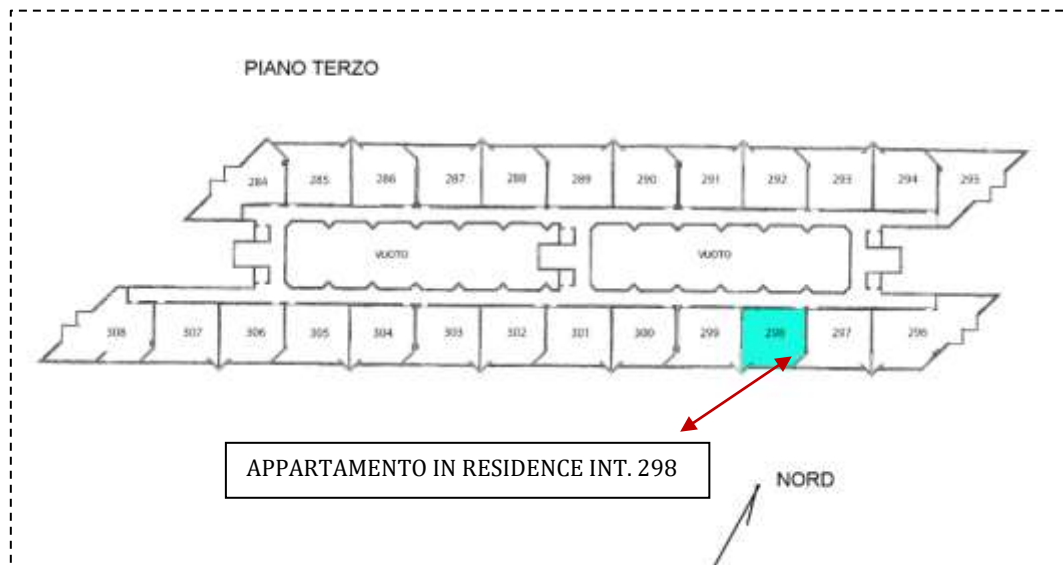 PIANO TERZO
284 285 286 287 288 289 290 291 292 293 294 295
VUOTO VUOTO
308 307 306 305 304 303 302 301 300 299 298 297 296
APPARTAMENTO IN RESIDENCE INT. 298
NORD